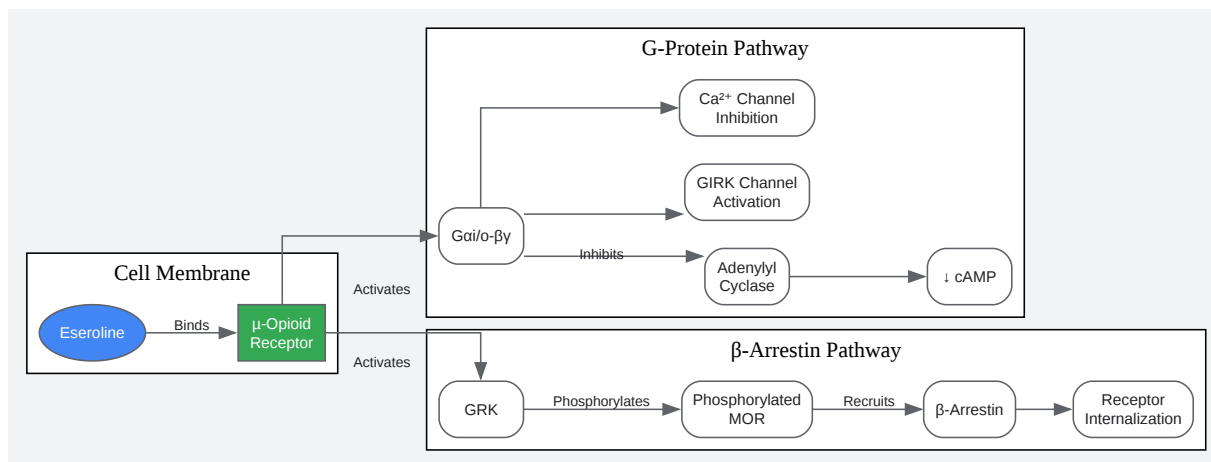 G-Protein Pathway
Ca²⁺ Channel
Inhibition
GIRK Channel
Activation
Gαi/o-βγ
Inhibits
Adenylyl
Cyclase
↓ cAMP
Cell Membrane
Eseroline
Binds
µ-Opioid
Receptor
Activates
Activates
β-Arrestin Pathway
GRK
Phosphorylates
Phosphorylated
MOR
Recruits
β-Arrestin
Receptor
Internalization